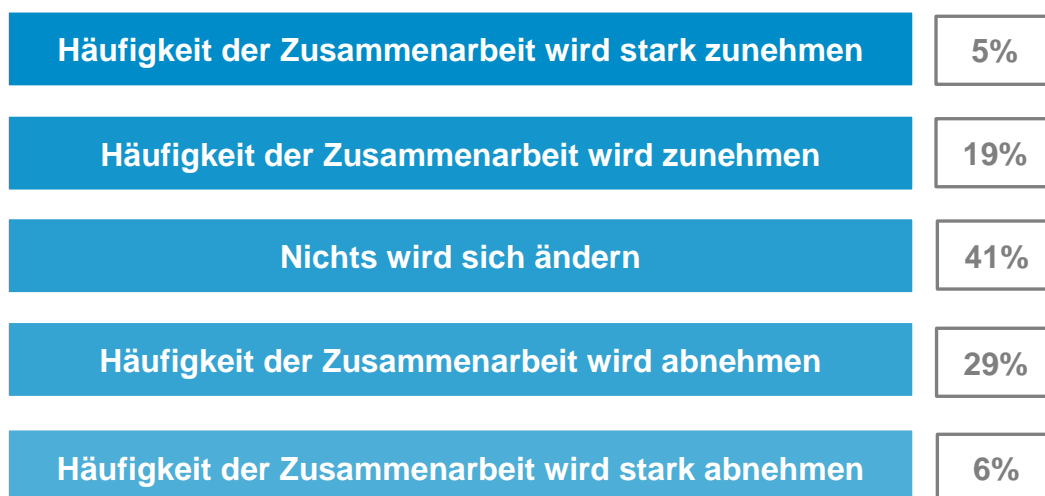 Häufigkeit der Zusammenarbeit wird stark zunehmen 5%
Häufigkeit der Zusammenarbeit wird zunehmen 19%
Nichts wird sich ändern 41%
Häufigkeit der Zusammenarbeit wird abnehmen 29%
Häufigkeit der Zusammenarbeit wird stark abnehmen 6%